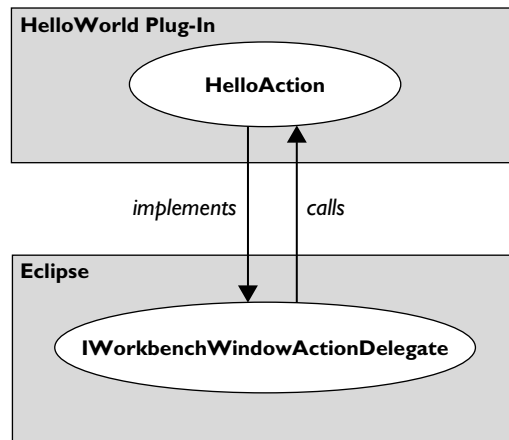 HelloWorld Plug-In
HelloAction
implements
calls
Eclipse
IWorkbenchWindowActionDelegate